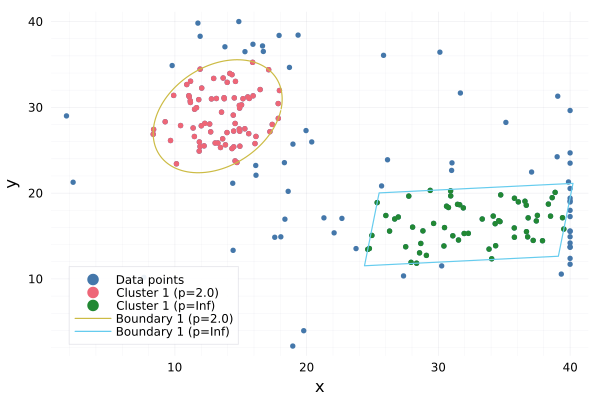 40
30
20
10
y
Data points
Cluster 1 (p=2.0)
Cluster 1 (p=Inf)
Boundary 1 (p=2.0)
Boundary 1 (p=Inf)
10 20 30 40
x